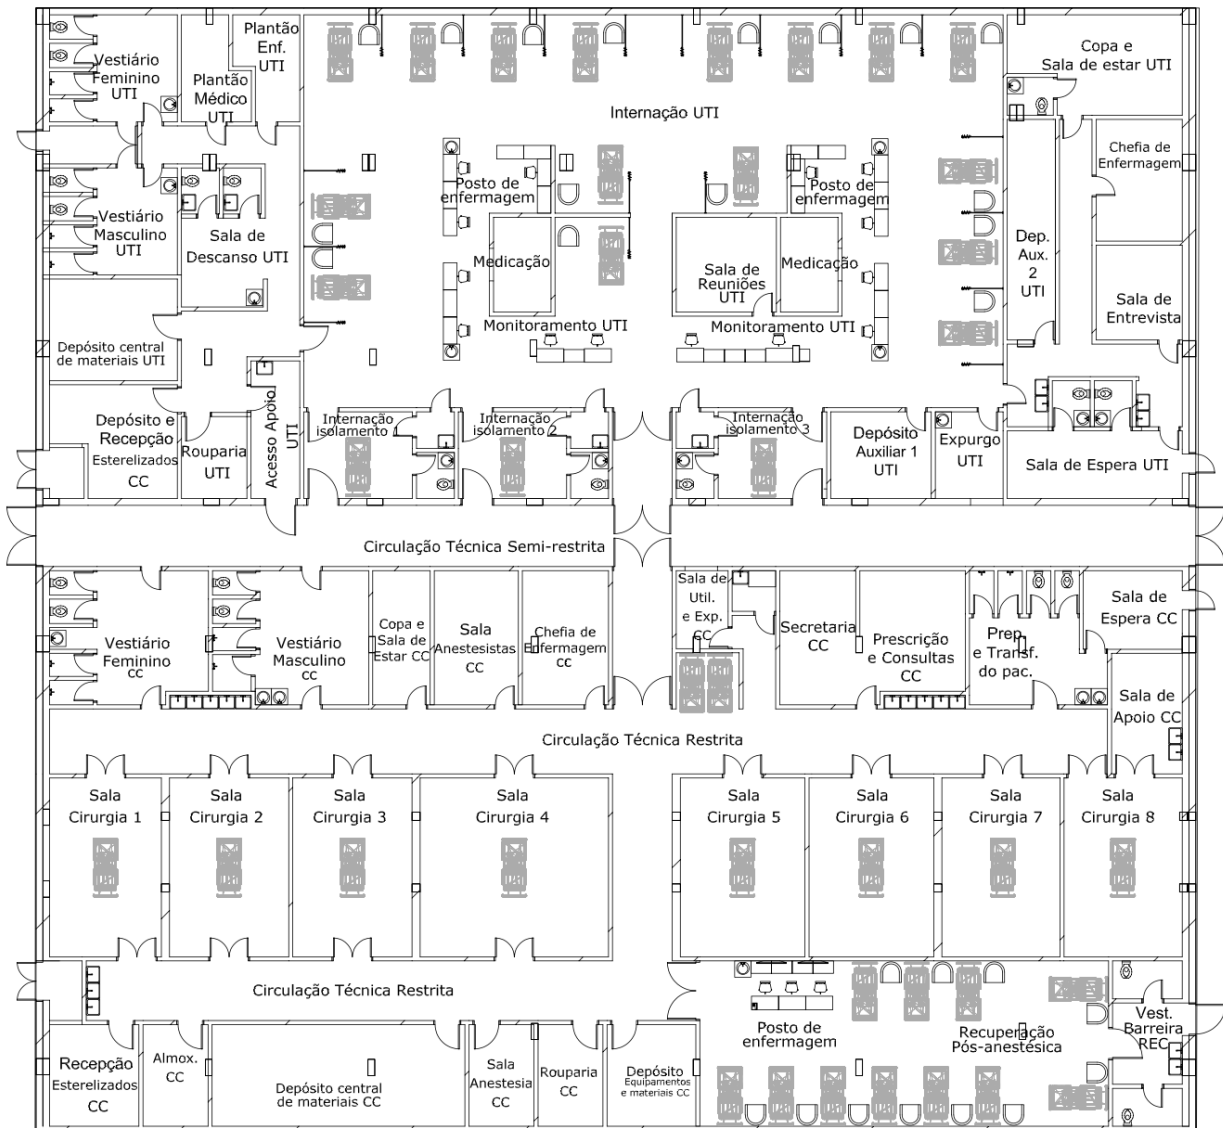 Vestiário
Feminino
UTI
Plantão
Médico
UTI
Plantão
Enf.
UTI
Internação UTI
Copa e
Sala de estar UTI
Chefia de
Enfermagem
Posto de
enfermagem
Posto de
enfermagem
Vestiário
Masculino
UTI
Sala de
Descanso UTI
Medicação
Sala de
Reuniões
UTI
Medicação
Dep.
Aux.
2
UTI
Sala de
Entrevista
Monitoramento UTI
Monitoramento UTI
Depósito central
de materiais UTI
Depósito e
Recepção
Esterelizados
CC
Rouparia
UTI
Acesso Apoio
UTI
Internação
isolamento 1
Internação
isolamento 2
Internação
isolamento 3
Depósito
Auxiliar 1
UTI
Expurgo
UTI
Sala de Espera UTI
Circulação Técnica Semi-restrita
Vestiário
Feminino
CC
Vestiário
Masculino
CC
Copa e
Sala de
Estar CC
Sala
Anestesistas
CC
Chefia de
Enfermagem
CC
Sala de
Util.
e Exp.
CC
Secretaria
CC
Prescrição
e Consultas
CC
Prep.
e Transf.
do pac.
Sala de
Espera CC
Sala de
Apoio CC
Circulação Técnica Restrita
Sala
Cirurgia 1
Sala
Cirurgia 2
Sala
Cirurgia 3
Sala
Cirurgia 4
Sala
Cirurgia 5
Sala
Cirurgia 6
Sala
Cirurgia 7
Sala
Cirurgia 8
Circulação Técnica Restrita
Posto de
enfermagem
Recuperação
Pós-anestésica
Vest.
Barreira
REC
Recepção
Esterelizados
CC
Almox.
CC
Depósito central
de materiais CC
Sala
Anestesia
CC
Rouparia
CC
Depósito
Equipamentos
e materiais CC